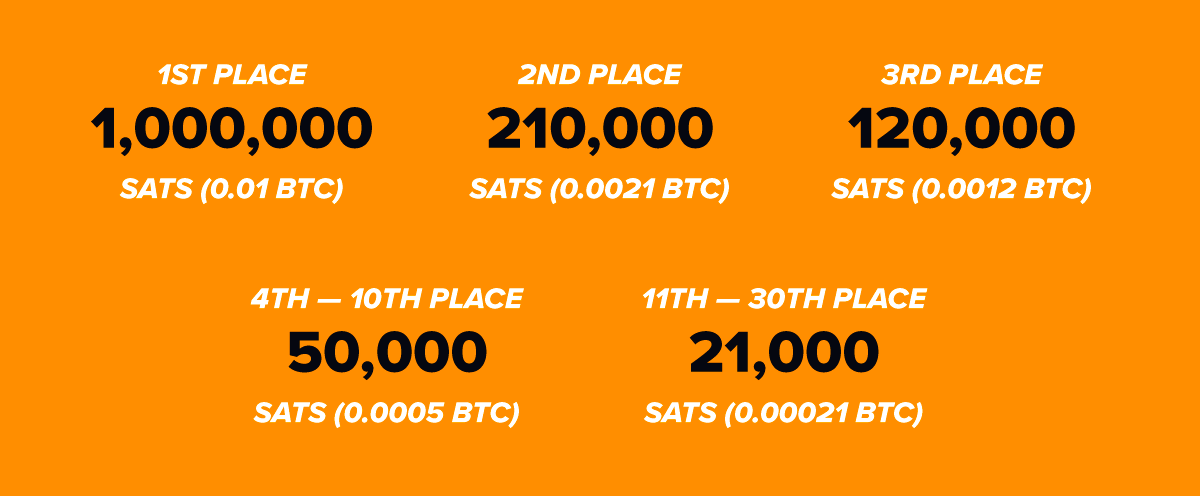 1ST PLACE
1,000,000
SATS (0.01 BTC)
2ND PLACE
210,000
SATS (0.0021 BTC)
3RD PLACE
120,000
SATS (0.0012 BTC)
4TH — 10TH PLACE
50,000
SATS (0.0005 BTC)
11TH — 30TH PLACE
21,000
SATS (0.00021 BTC)